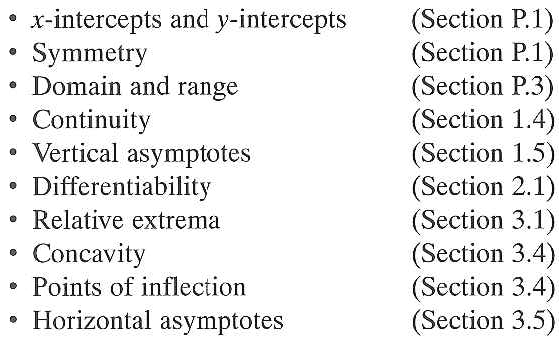 • x-intercepts and y-intercepts (Section P.1)
• Symmetry (Section P.1)
• Domain and range (Section P.3)
• Continuity (Section 1.4)
• Vertical asymptotes (Section 1.5)
• Differentiability (Section 2.1)
• Relative extrema (Section 3.1)
• Concavity (Section 3.4)
• Points of inflection (Section 3.4)
• Horizontal asymptotes (Section 3.5)